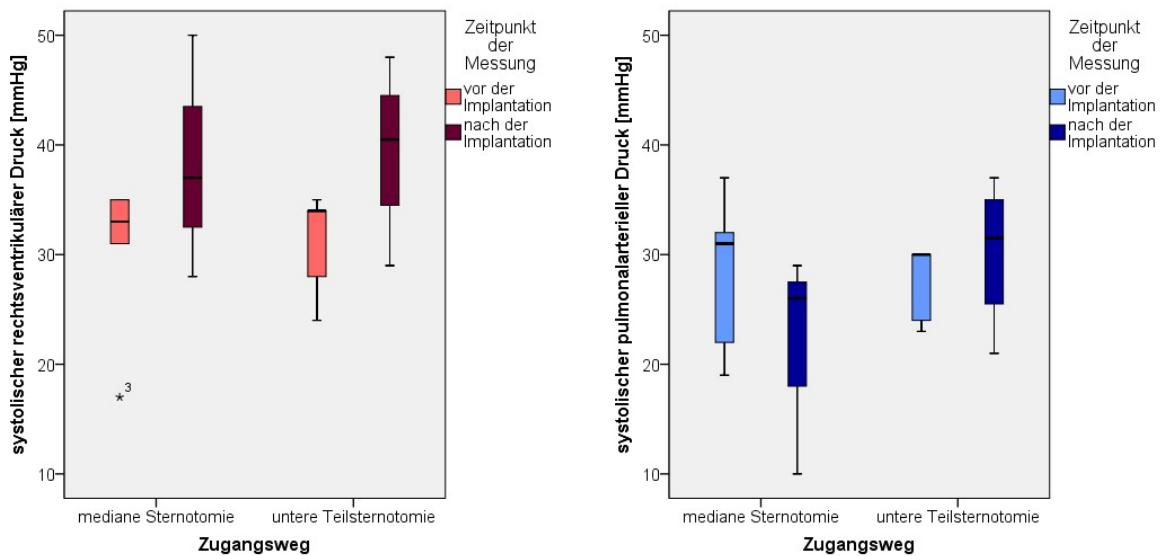 systolischer rechtsventrikulärer Druck [mmHg]
50
40
30
20
10
3
mediane Sternotomie
untere Teilsternotomie
Zugangsweg
Zeitpunkt
der
Messung
vor der
Implantation
nach der
Implantation
systolischer pulmonalarterieller Druck [mmHg]
50
40
30
20
10
mediane Sternotomie
untere Teilsternotomie
Zugangsweg
Zeitpunkt
der
Messung
vor der
Implantation
nach der
Implantation